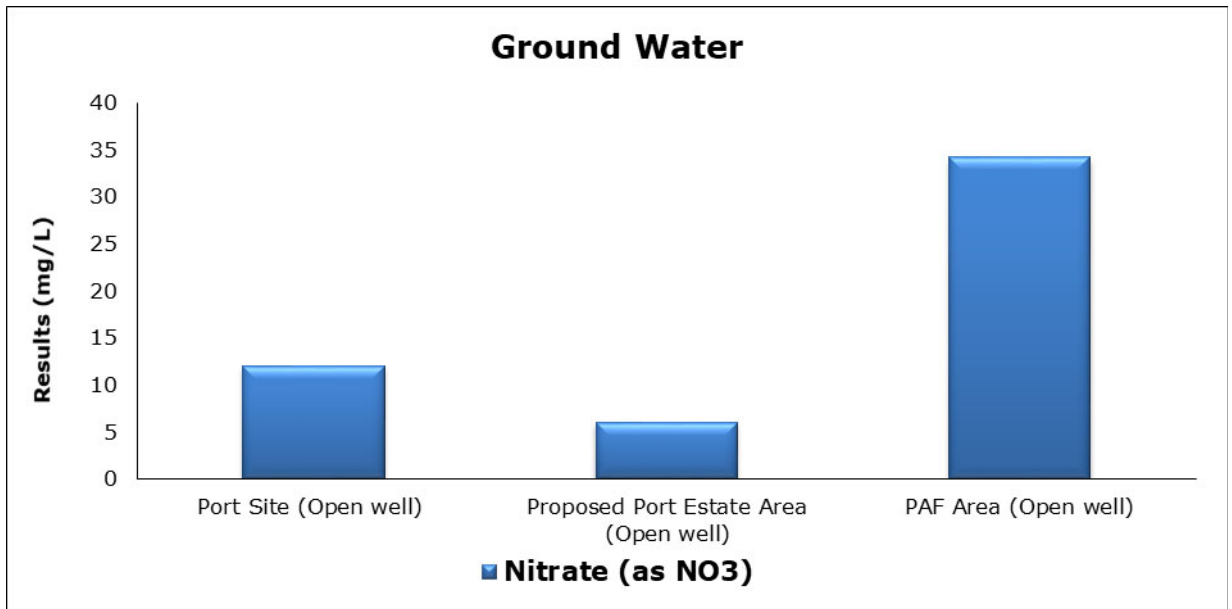 Ground Water
Results (mg/L)
40
35
30
25
20
15
10
5
0
Port Site (Open well)
Proposed Port Estate Area
(Open well)
PAF Area (Open well)
Nitrate (as NO3)